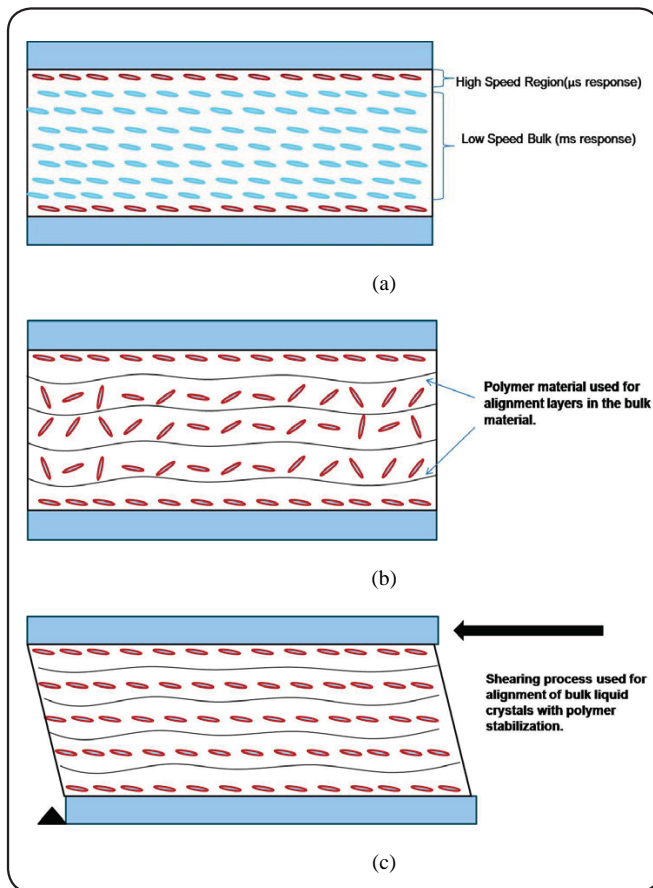 High Speed Region(µs response)
Low Speed Bulk (ms response)
(a)
Polymer material used for
alignment layers in the bulk
material.
(b)
Shearing process used for
alignment of bulk liquid
crystals with polymer
stabilization.
(c)